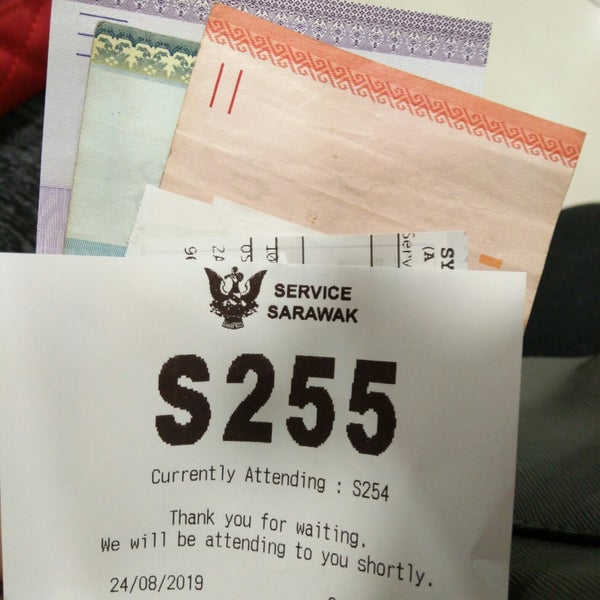 SERVICE
SARAWAK
S255
Currently Attending : S254
Thank you for waiting.
We will be attending to you shortly.
24/08/2019